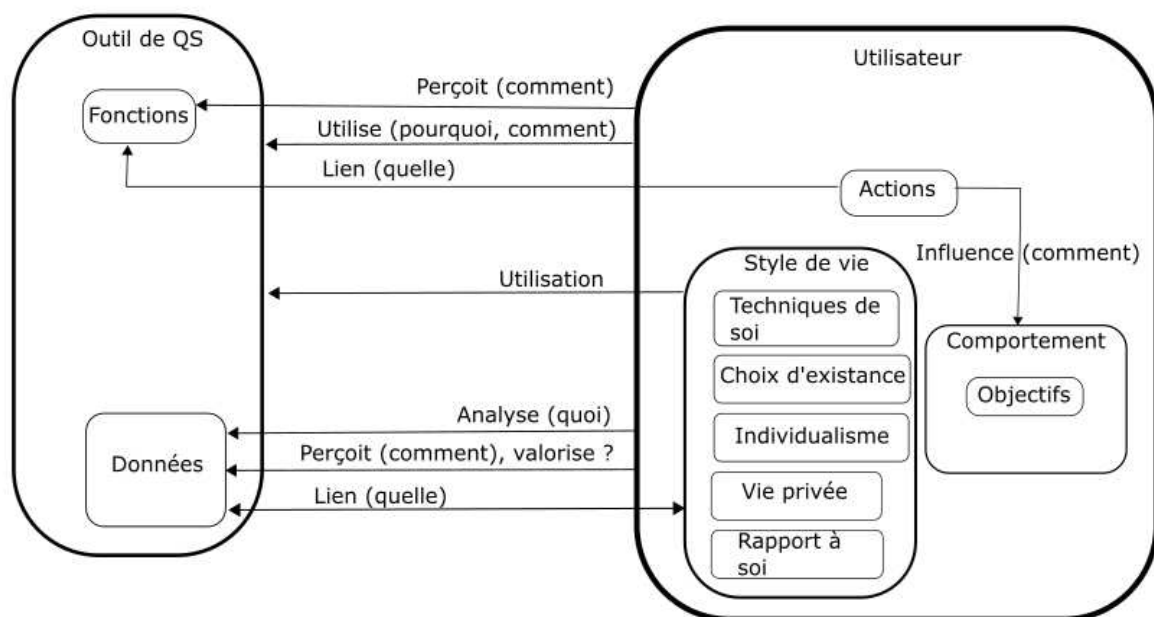 Outil de QS
Utilisateur
Perçoit (comment)
Fonctions
Utilise (pourquoi, comment)
Lien (quelle)
Actions
Influence (comment)
Style de vie
Utilisation
Techniques de
soi
Comportement
Choix d'existance
Objectifs
Analyse (quoi)
Individualisme
Perçoit (comment), valorise ?
Données
Vie privée
Lien (quelle)
Rapport à
soi